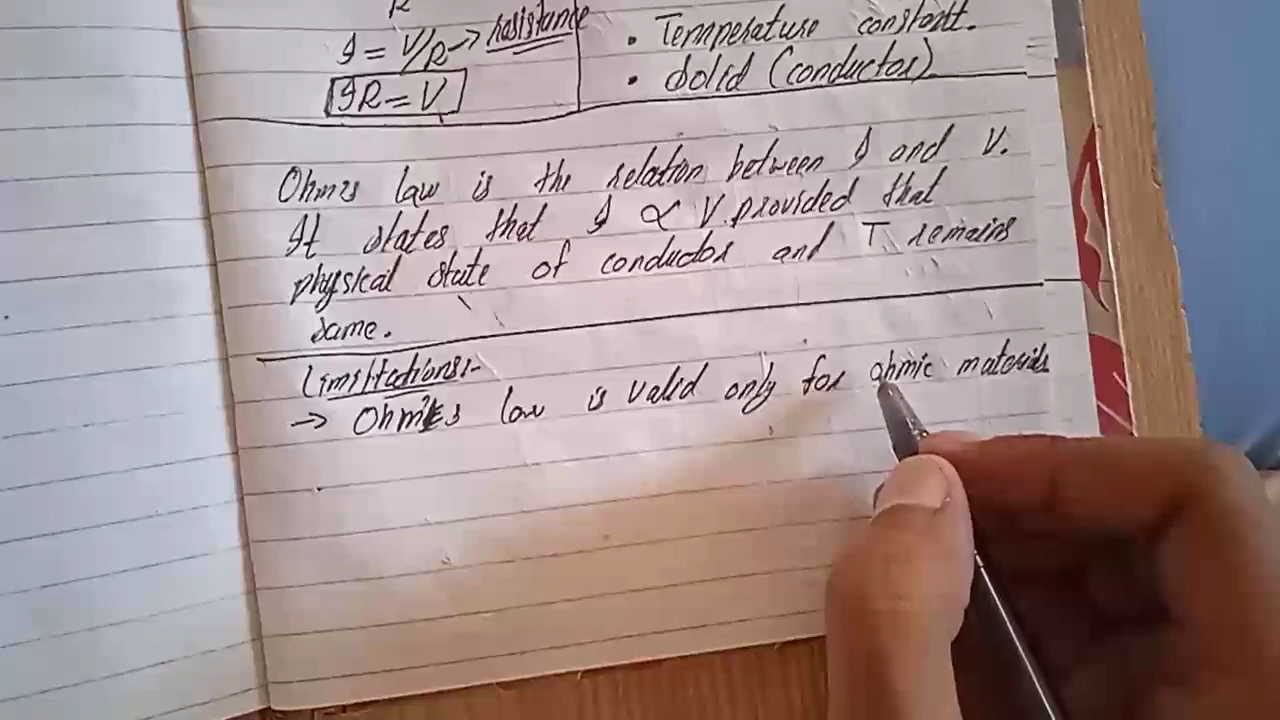 R
I = V/R → resistance
IR = V
• Temperature constant.
• Solid (conductor)
Ohm's law is the relation between I and V.
It states that I ∝ V provided that
physical state of conductor and T remains
same.
Limitations:-
→ Ohm's law is valid only for ohmic materials